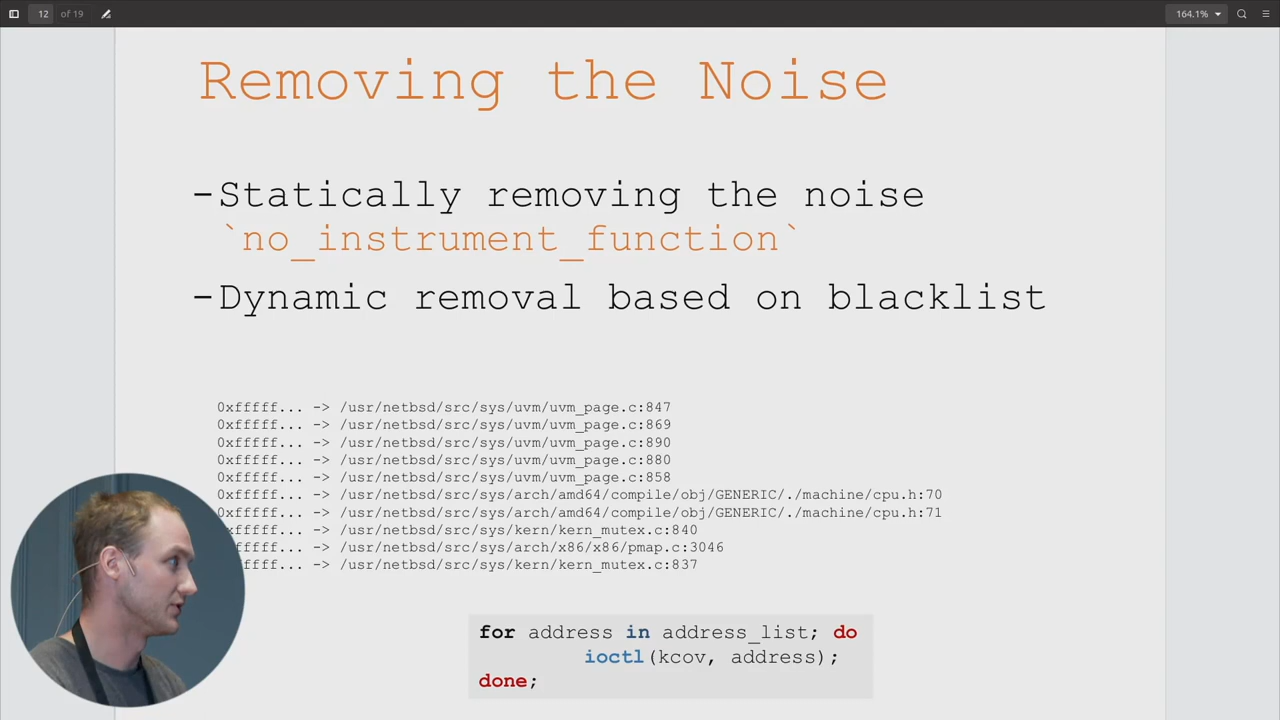 12 of 19
164.1%
Removing the Noise
-Statically removing the noise
`no_instrument_function`
-Dynamic removal based on blacklist
0xfffff... -> /usr/netbsd/src/sys/uvm/uvm_page.c:847
0xfffff... -> /usr/netbsd/src/sys/uvm/uvm_page.c:869
0xfffff... -> /usr/netbsd/src/sys/uvm/uvm_page.c:890
0xfffff... -> /usr/netbsd/src/sys/uvm/uvm_page.c:880
0xfffff... -> /usr/netbsd/src/sys/uvm/uvm_page.c:858
0xfffff... -> /usr/netbsd/src/sys/arch/amd64/compile/obj/GENERIC/./machine/cpu.h:70
0xfffff... -> /usr/netbsd/src/sys/arch/amd64/compile/obj/GENERIC/./machine/cpu.h:71
fffff... -> /usr/netbsd/src/sys/kern/kern_mutex.c:840
fffff... -> /usr/netbsd/src/sys/arch/x86/x86/pmap.c:3046
fffff... -> /usr/netbsd/src/sys/kern/kern_mutex.c:837
for address in address_list; do
ioctl(kcov, address);
done;